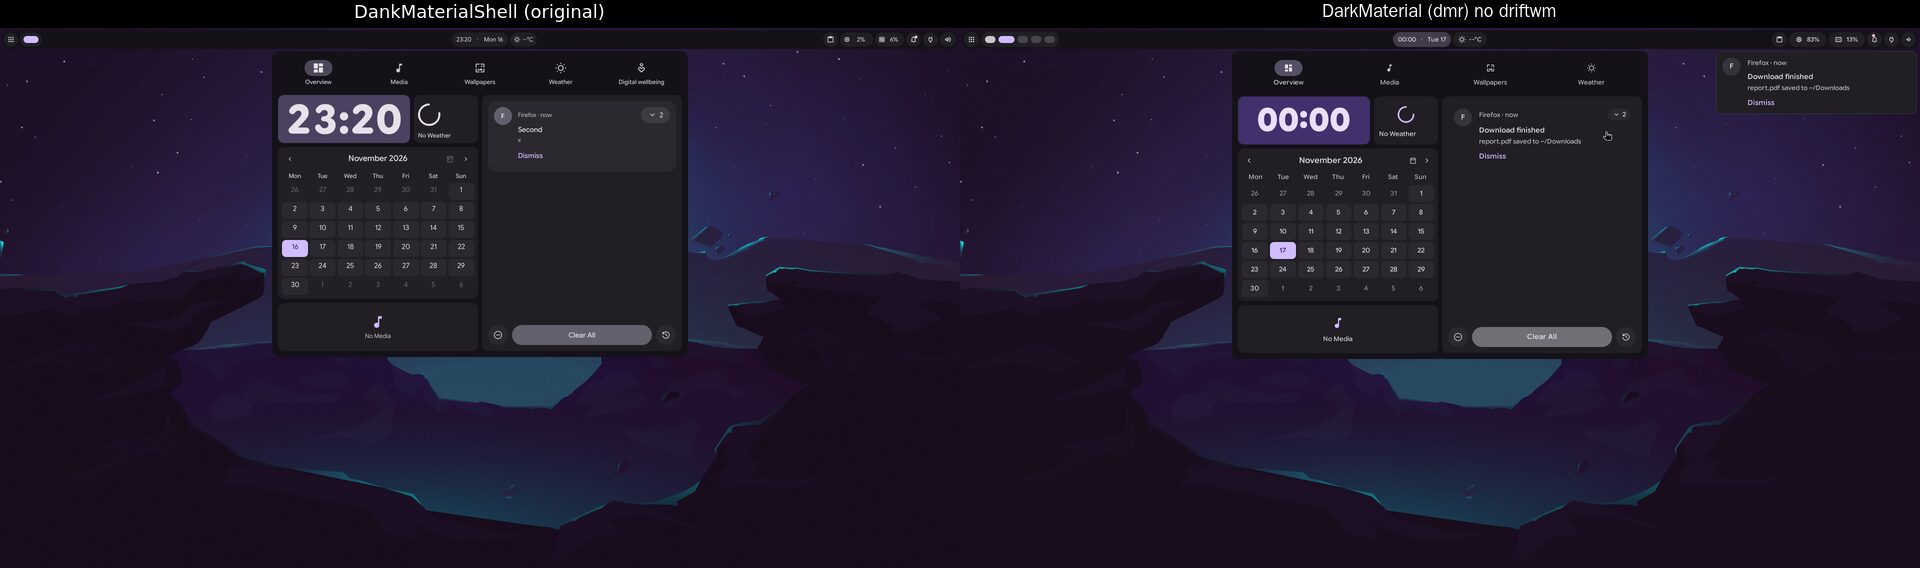 DankMaterialShell (original)
23:20 · Mon 16 --°C
2% 6%
Overview Media Wallpapers Weather Digital wellbeing
23:20
No Weather
November 2026
Mon Tue Wed Thu Fri Sat Sun
26 27 28 29 30 31 1
2 3 4 5 6 7 8
9 10 11 12 13 14 15
16 17 18 19 20 21 22
23 24 25 26 27 28 29
30 1 2 3 4 5 6
No Media
F
Firefox · now
2
Second
x
Dismiss
Clear All
DarkMaterial (dmr) no driftwm
00:00 · Tue 17 --°C
83% 13%
Overview Media Wallpapers Weather
00:00
No Weather
November 2026
Mon Tue Wed Thu Fri Sat Sun
26 27 28 29 30 31 1
2 3 4 5 6 7 8
9 10 11 12 13 14 15
16 17 18 19 20 21 22
23 24 25 26 27 28 29
30 1 2 3 4 5 6
No Media
F
Firefox · now
2
Download finished
report.pdf saved to ~/Downloads
Dismiss
Clear All
F
Firefox · now
Download finished
report.pdf saved to ~/Downloads
Dismiss